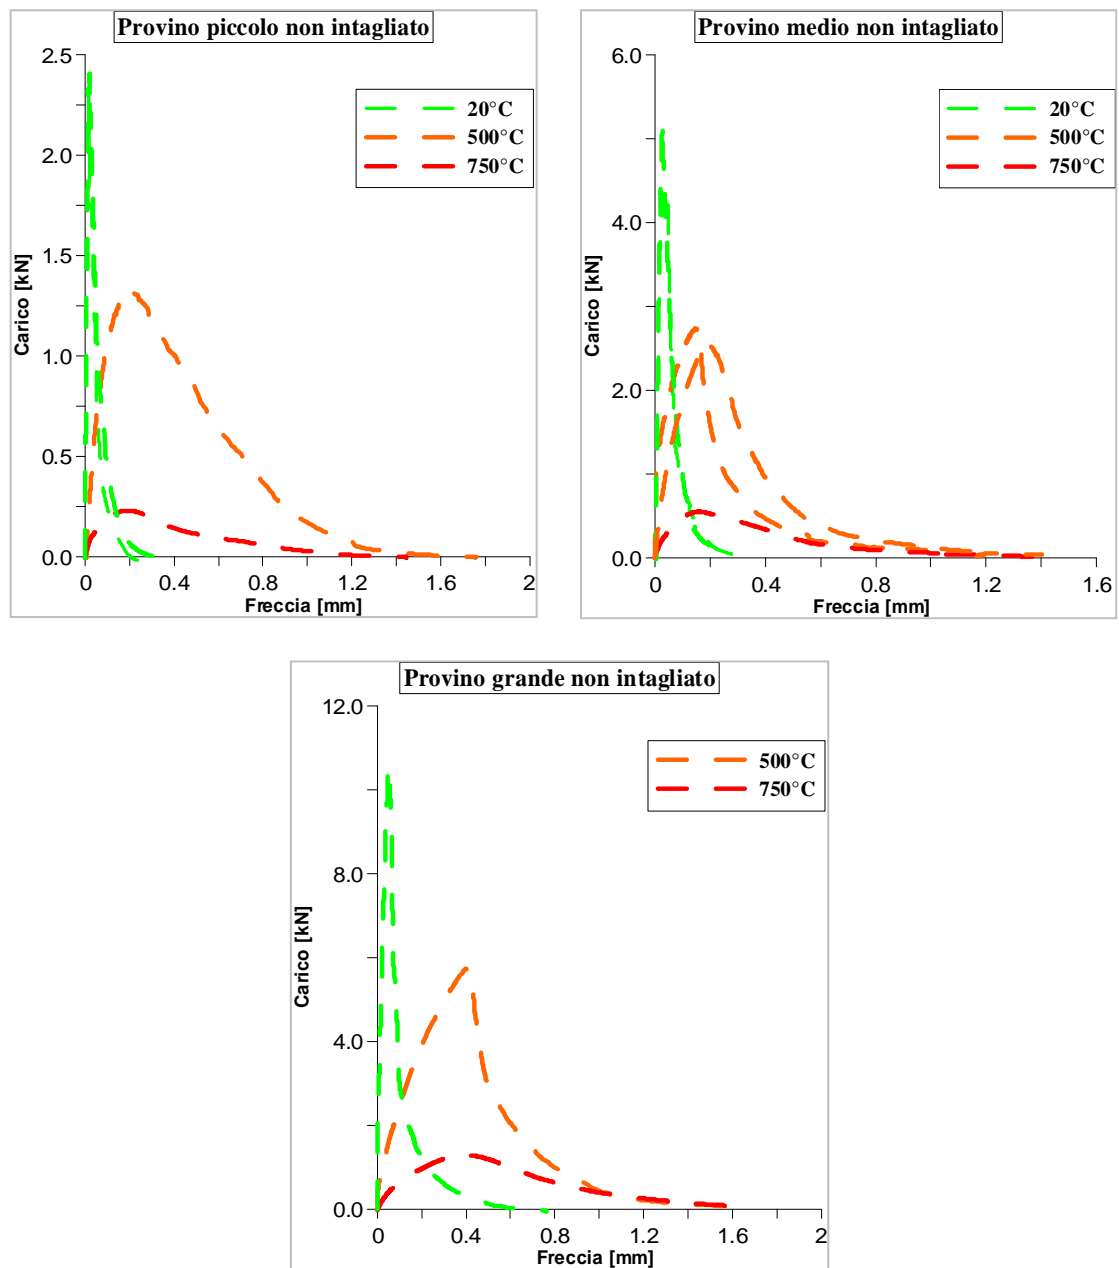 Provino piccolo non intagliato
2.5
2.0
1.5
1.0
0.5
0.0
Carico [kN]
20°C
500°C
750°C
0 0.4 0.8 1.2 1.6 2
Freccia [mm]
Provino medio non intagliato
6.0
4.0
2.0
0.0
Carico [kN]
20°C
500°C
750°C
0 0.4 0.8 1.2 1.6
Freccia [mm]
Provino grande non intagliato
12.0
8.0
4.0
0.0
Carico [kN]
500°C
750°C
0 0.4 0.8 1.2 1.6 2
Freccia [mm]